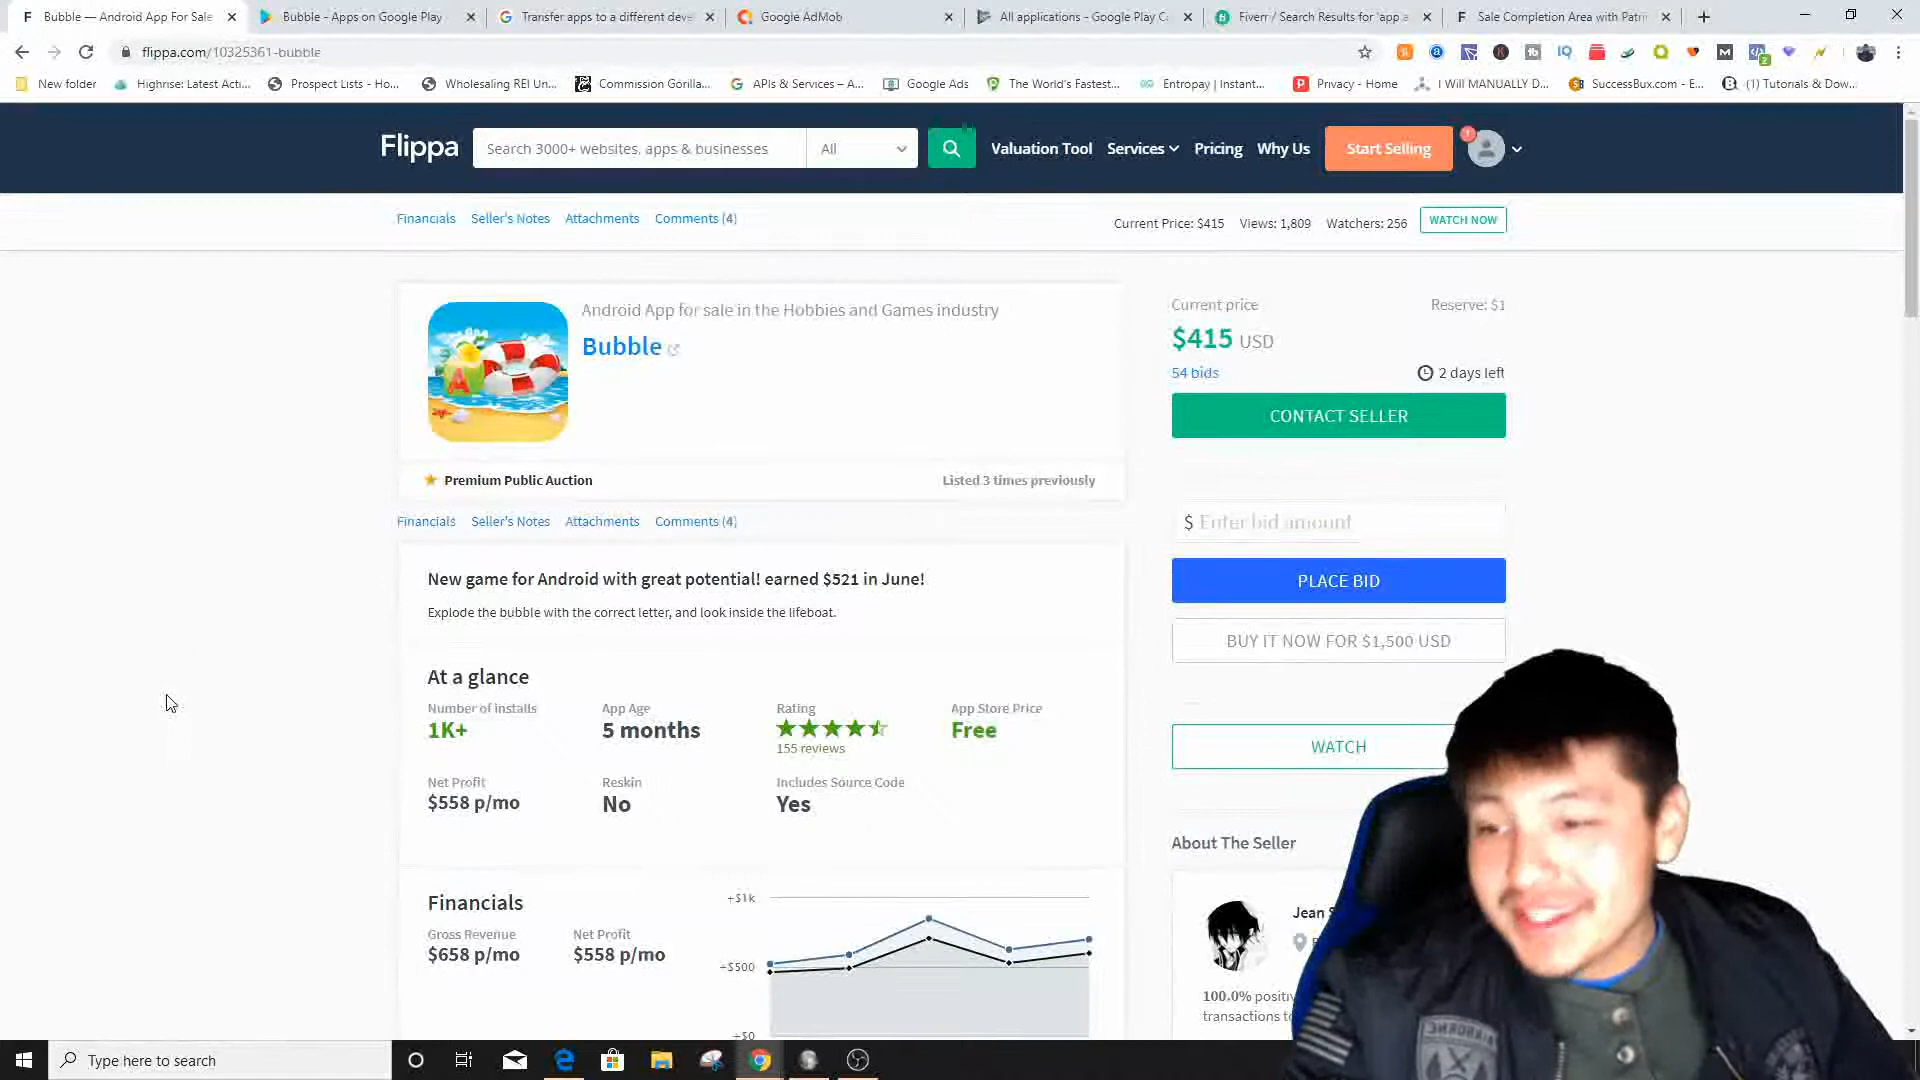 Bubble — Android App For Sale
Bubble - Apps on Google Play
Transfer apps to a different deve
Google AdMob
All applications - Google Play Co
Fiverr / Search Results for 'app a
Sale Completion Area with Patri
flippa.com/10325361-bubble
New folder
Highrise: Latest Acti...
Prospect Lists - Ho...
Wholesaling REI Un...
Commission Gorilla...
APIs & Services – A...
Google Ads
The World's Fastest...
Entropay | Instant...
Privacy - Home
I Will MANUALLY D...
SuccessBux.com - E...
(1) Tutorials & Dow...
Flippa
Search 3000+ websites, apps & businesses
All
Valuation Tool
Services
Pricing
Why Us
Start Selling
Financials
Seller's Notes
Attachments
Comments (4)
Current Price: $415
Views: 1,809
Watchers: 256
WATCH NOW
Android App for sale in the Hobbies and Games industry
Bubble
A
Premium Public Auction
Listed 3 times previously
Current price
Reserve: $1
$415 USD
54 bids
2 days left
CONTACT SELLER
$ Enter bid amount
PLACE BID
BUY IT NOW FOR $1,500 USD
WATCH
Financials
Seller's Notes
Attachments
Comments (4)
New game for Android with great potential! earned $521 in June!
Explode the bubble with the correct letter, and look inside the lifeboat.
At a glance
Number of installs
1K+
App Age
5 months
Rating
155 reviews
App Store Price
Free
Net Profit
$558 p/mo
Reskin
No
Includes Source Code
Yes
Financials
Gross Revenue
$658 p/mo
Net Profit
$558 p/mo
+$1k
+$500
+$0
About The Seller
Jean S
100.0% positiv
transactions to
AIRBORNE
Type here to search